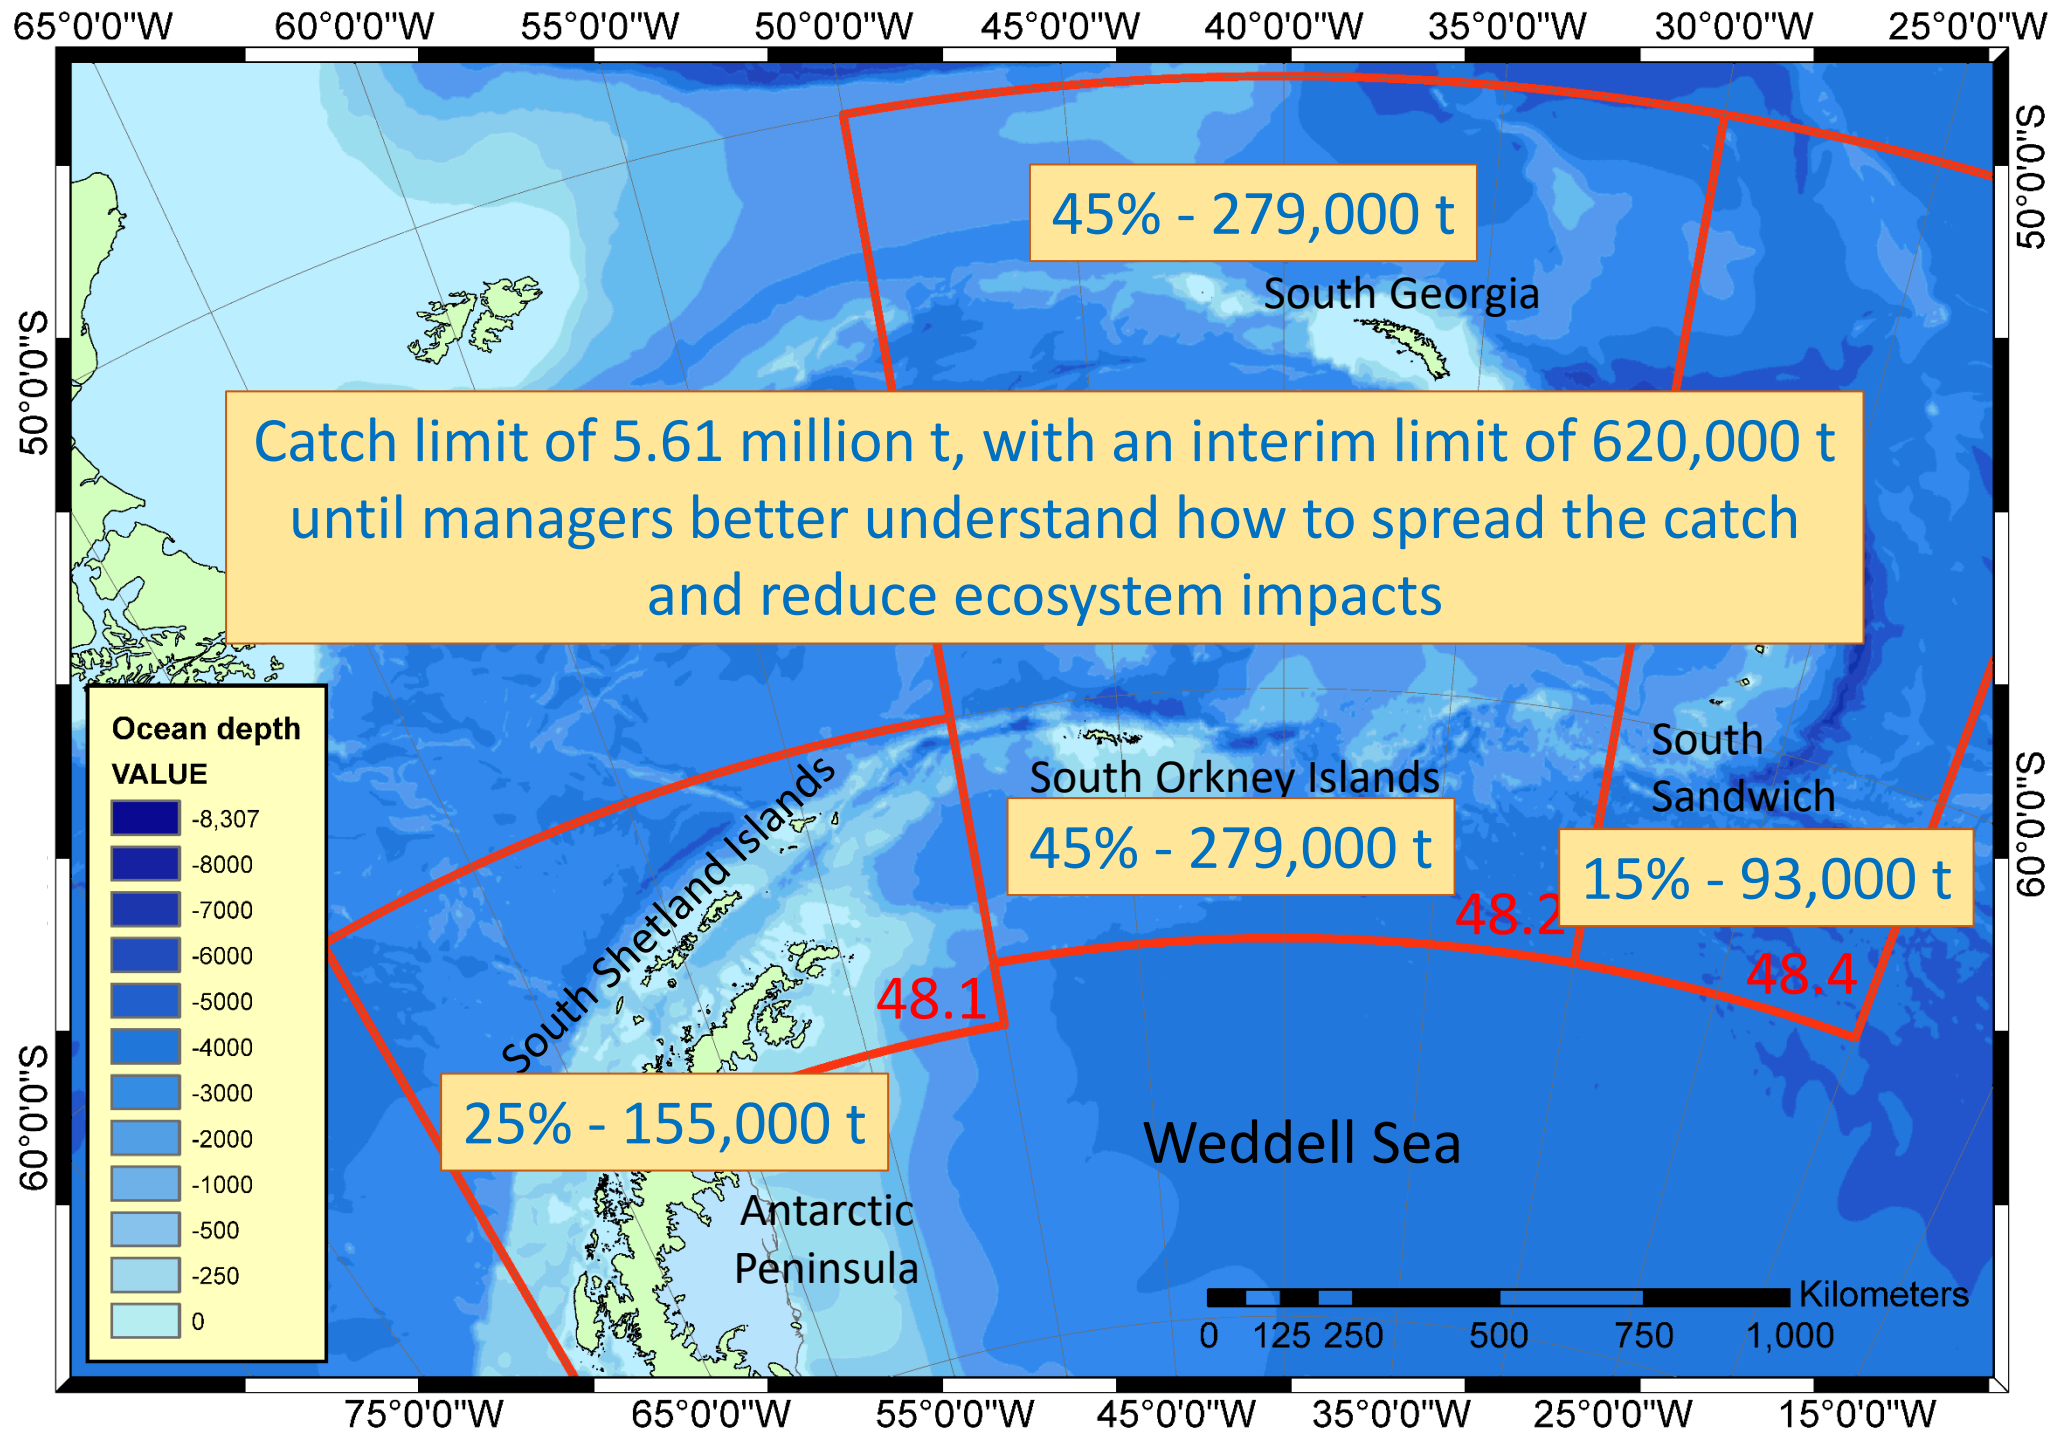 65°0'0"W 60°0'0"W 55°0'0"W 50°0'0"W 45°0'0"W 40°0'0"W 35°0'0"W 30°0'0"W 25°0'0"W
50°0'0"S
50°0'0"S
45% - 279,000 t
South Georgia
Catch limit of 5.61 million t, with an interim limit of 620,000 t
until managers better understand how to spread the catch
and reduce ecosystem impacts
Ocean depth
VALUE
-8,307
-8000
-7000
-6000
-5000
-4000
-3000
-2000
-1000
-500
-250
0
South Shetland Islands
South Orkney Islands
45% - 279,000 t
South
Sandwich
15% - 93,000 t
48.2
48.4
48.1
60°0'0"S
60°0'0"S
25% - 155,000 t
Weddell Sea
Antarctic
Peninsula
Kilometers
0 125 250 500 750 1,000
75°0'0"W 65°0'0"W 55°0'0"W 45°0'0"W 35°0'0"W 25°0'0"W 15°0'0"W